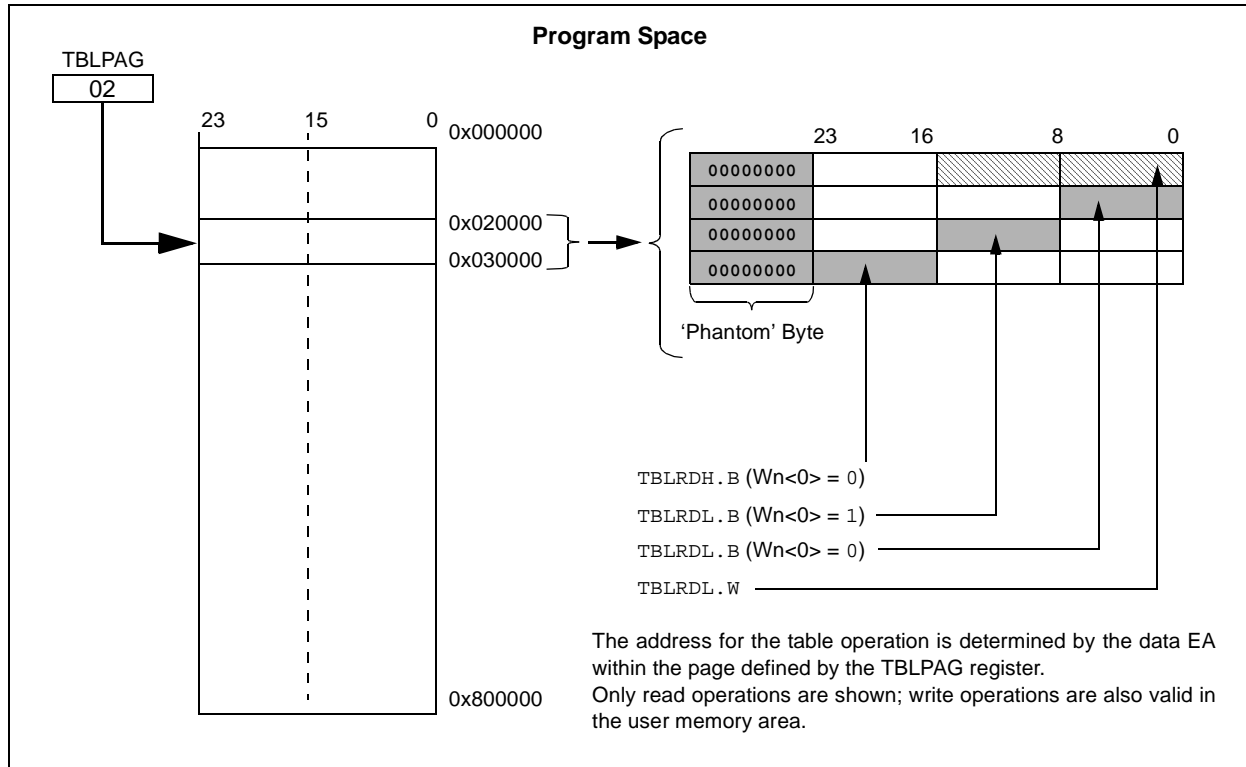 Program Space
TBLPAG
02
23 15 0
0x000000
0x020000
0x030000
0x800000
23 16 8 0
00000000
00000000
00000000
00000000
‘Phantom’ Byte
TBLRDH.B (Wn<0> = 0)
TBLRDL.B (Wn<0> = 1)
TBLRDL.B (Wn<0> = 0)
TBLRDL.W
The address for the table operation is determined by the data EA
within the page defined by the TBLPAG register.
Only read operations are shown; write operations are also valid in
the user memory area.